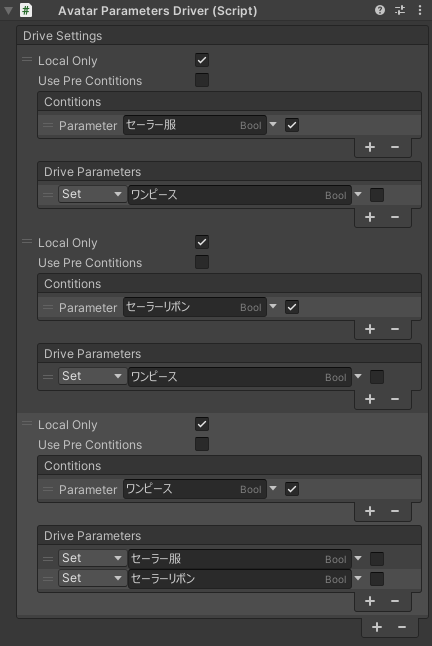 Avatar Parameters Driver (Script)
Drive Settings
Local Only
Use Pre Contitions
Contitions
Parameter セーラー服 Bool
+ −
Drive Parameters
Set ワンピース Bool
+ −
Local Only
Use Pre Contitions
Contitions
Parameter セーラーリボン Bool
+ −
Drive Parameters
Set ワンピース Bool
+ −
Local Only
Use Pre Contitions
Contitions
Parameter ワンピース Bool
+ −
Drive Parameters
Set セーラー服 Bool
Set セーラーリボン Bool
+ −
+ −